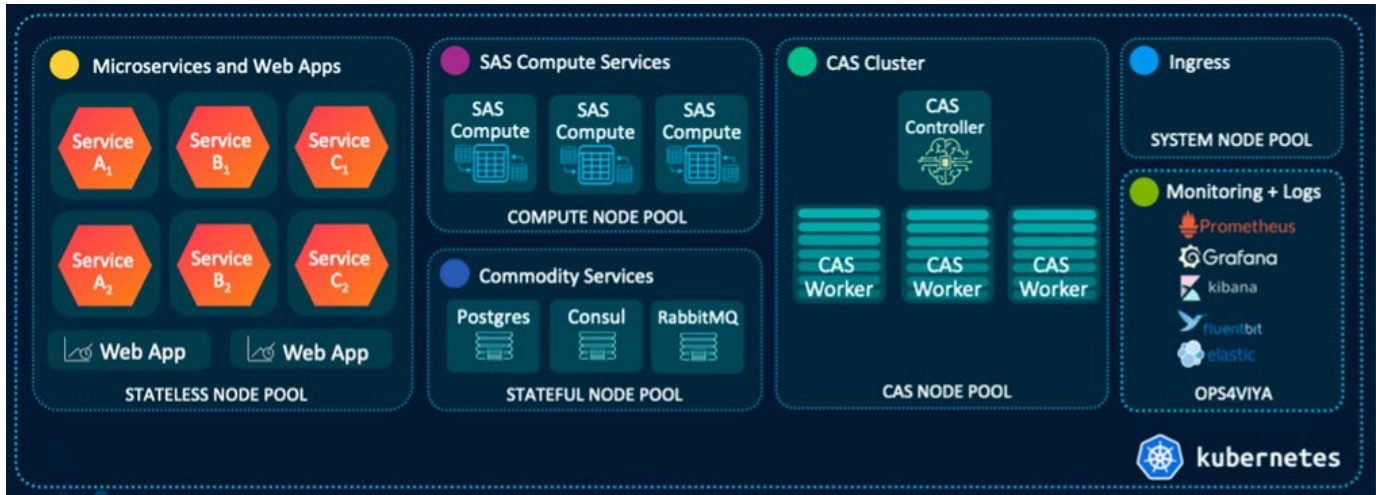 Microservices and Web Apps
Service
A1
Service
B1
Service
C1
Service
A2
Service
B2
Service
C2
Web App
Web App
STATELESS NODE POOL
SAS Compute Services
SAS
Compute
SAS
Compute
SAS
Compute
COMPUTE NODE POOL
Commodity Services
Postgres
Consul
RabbitMQ
STATEFUL NODE POOL
CAS Cluster
CAS
Controller
CAS
Worker
CAS
Worker
CAS
Worker
CAS NODE POOL
Ingress
SYSTEM NODE POOL
Monitoring + Logs
Prometheus
Grafana
kibana
fluentbit
elastic
OPS4VIYA
kubernetes